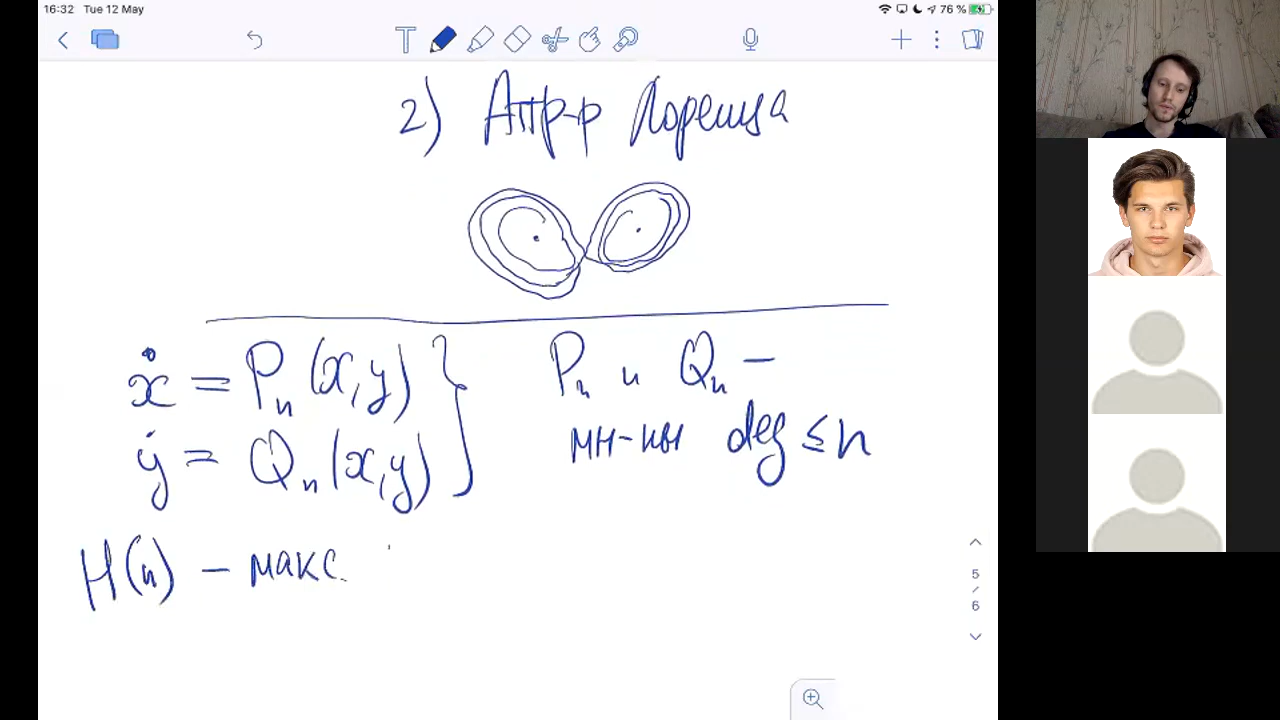 16:32 Tue 12 May 76 %
T
2) Аттр-р Лоренца
ẋ = Pₙ(x,y) } Pₙ и Qₙ —
ẏ = Qₙ(x,y) } мн-ны deg ≤ n
H(n) – макс.
5
/
6